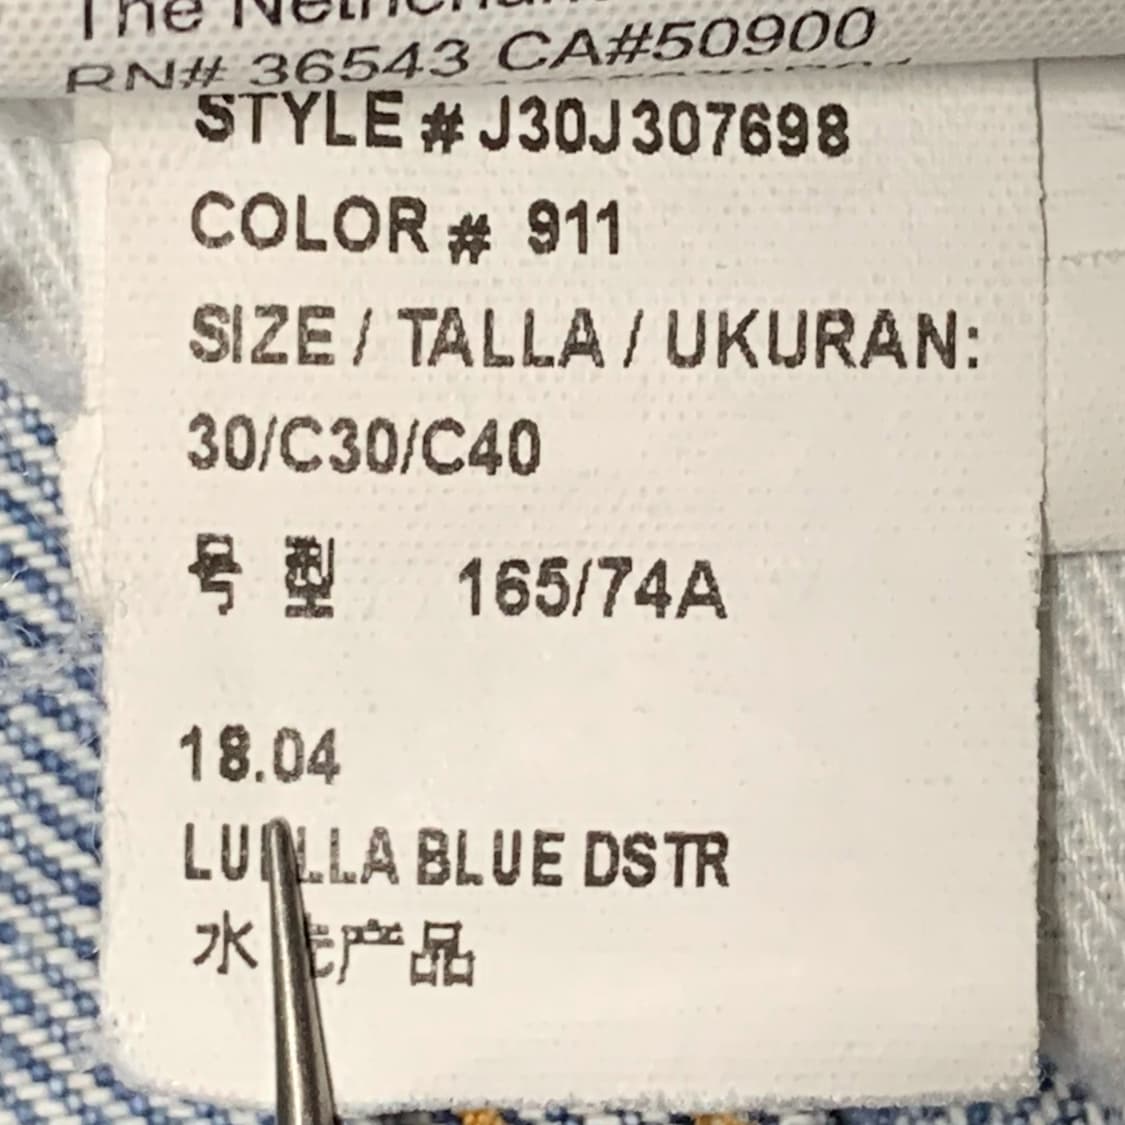 The
RN# 36543 CA#50900
STYLE # J30J307698
COLOR # 911
SIZE / TALLA / UKURAN:
30/C30/C40
号 型 165/74A
18.04
BLUE DSTR
水洗产品